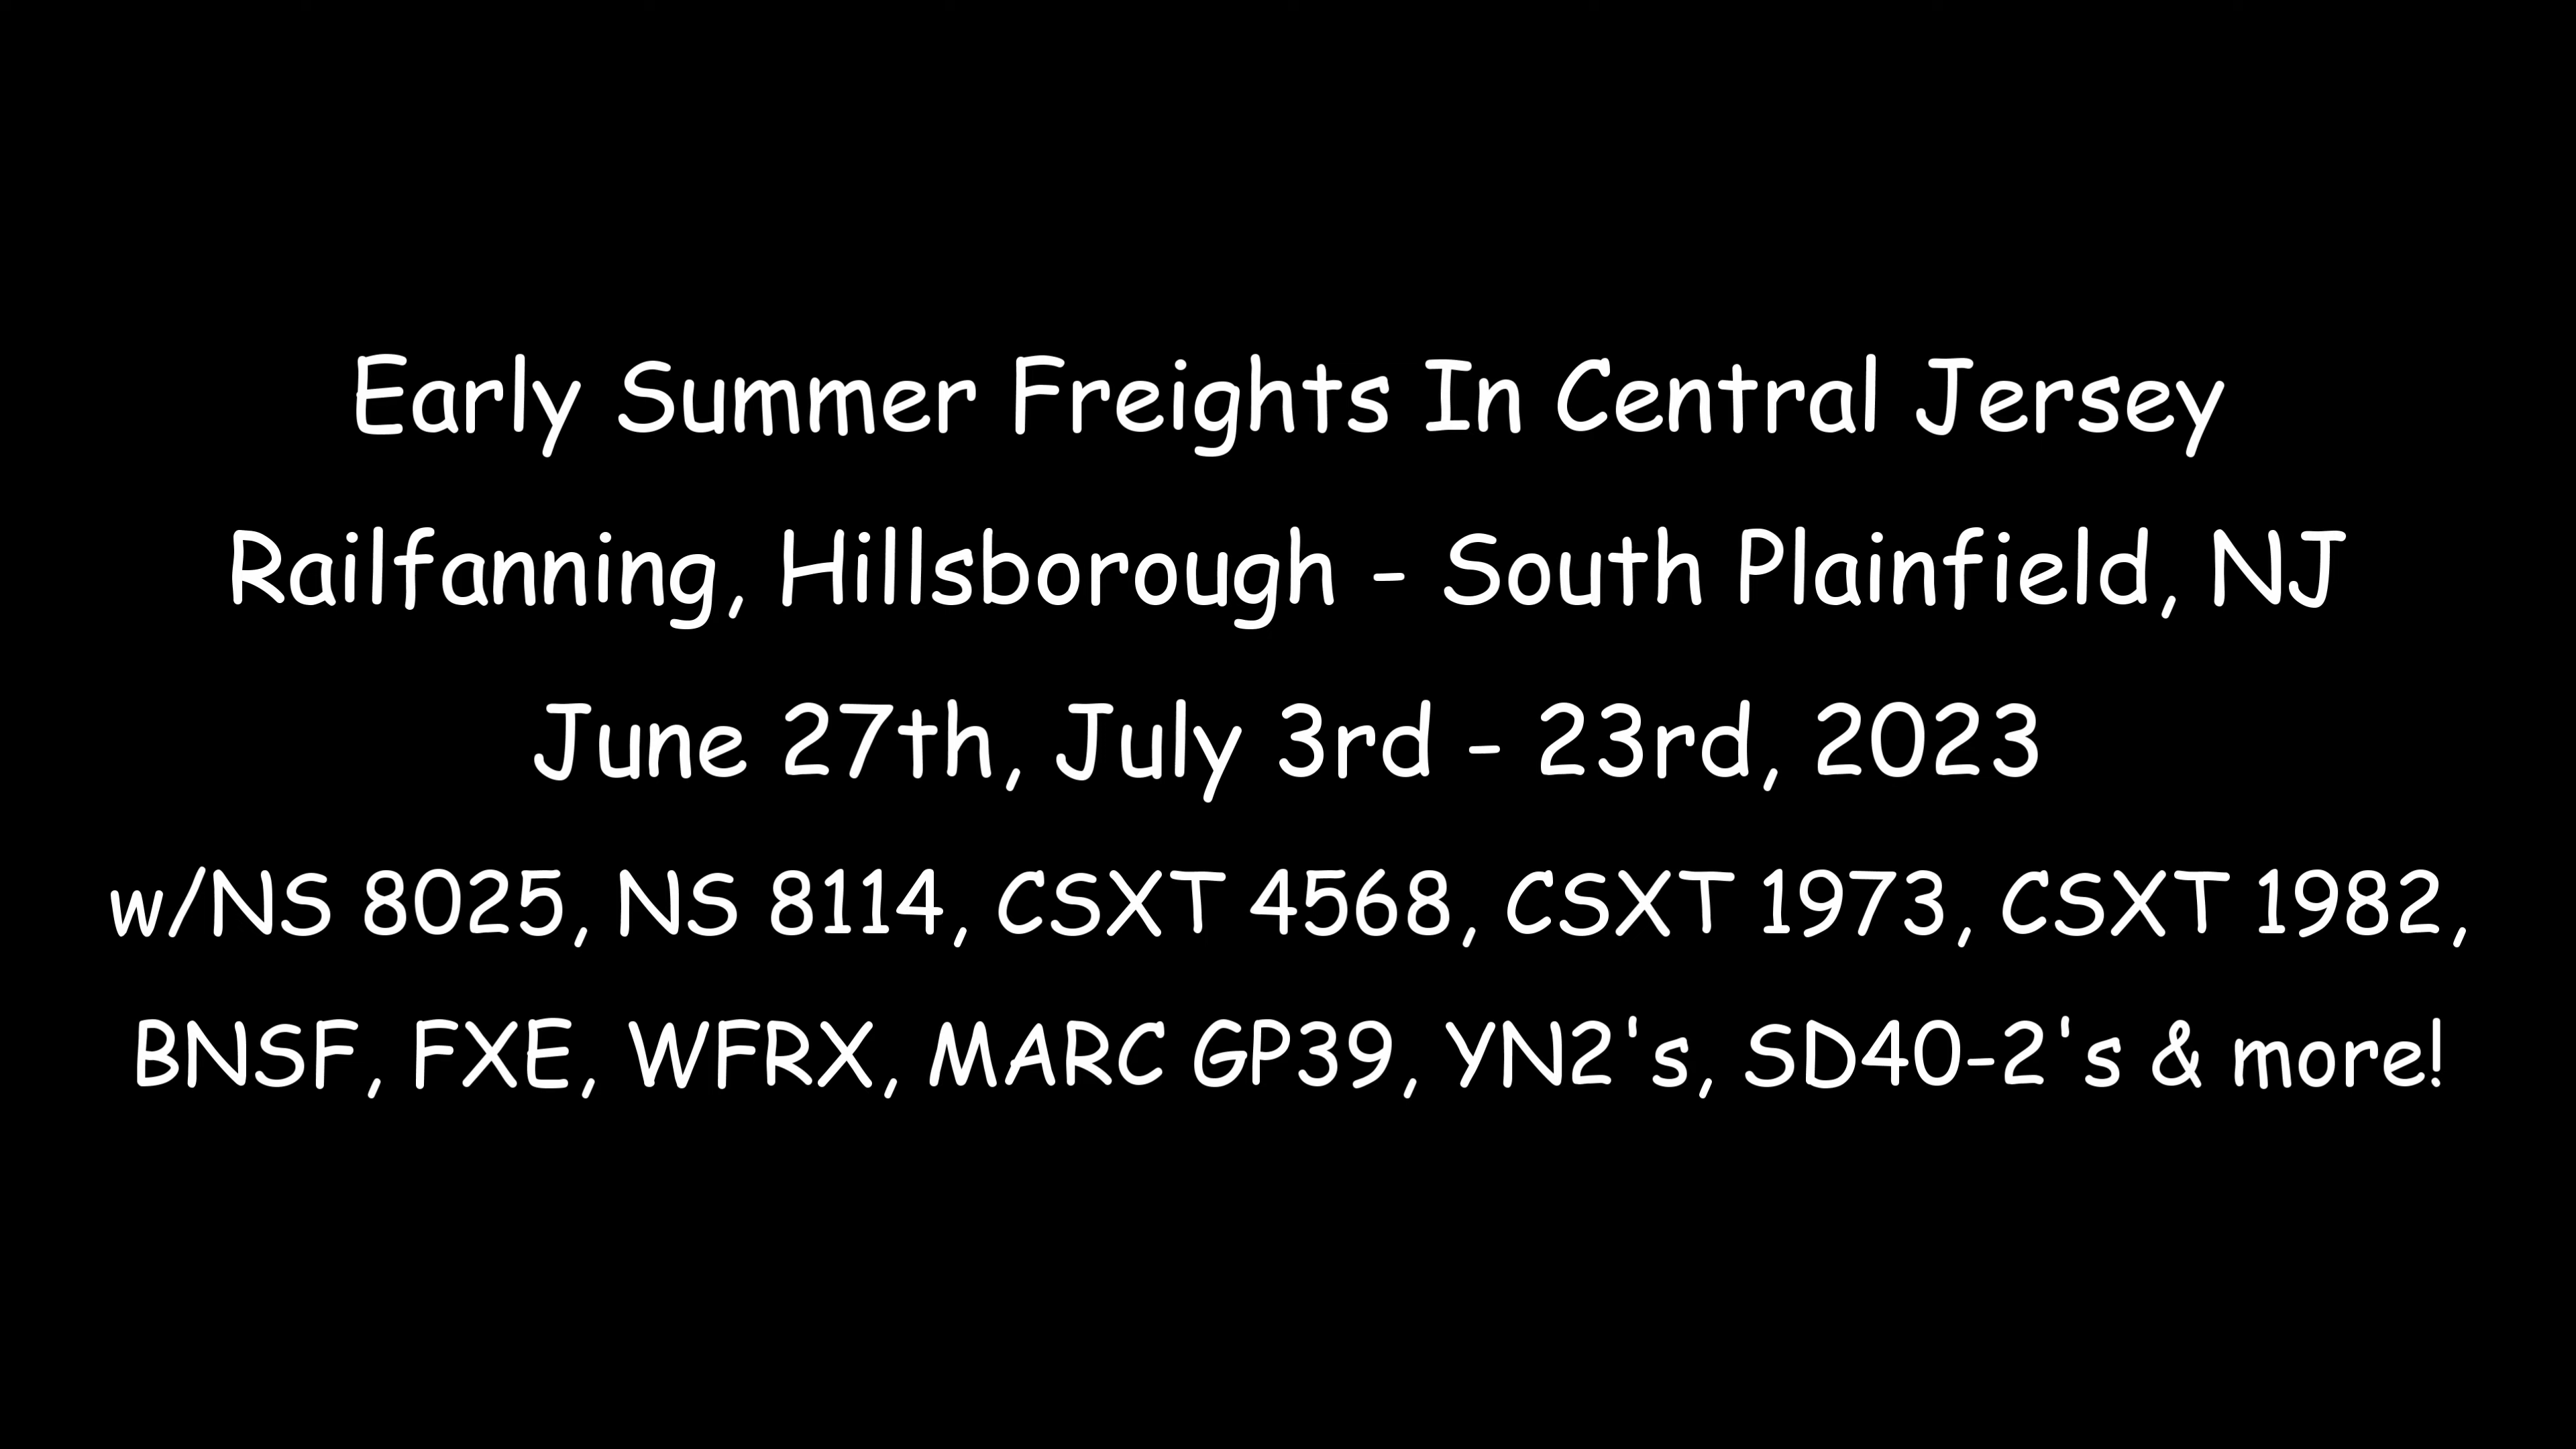 Early Summer Freights In Central Jersey
Railfanning, Hillsborough - South Plainfield, NJ
June 27th, July 3rd - 23rd, 2023
w/NS 8025, NS 8114, CSXT 4568, CSXT 1973, CSXT 1982,
BNSF, FXE, WFRX, MARC GP39, YN2's, SD40-2's & more!